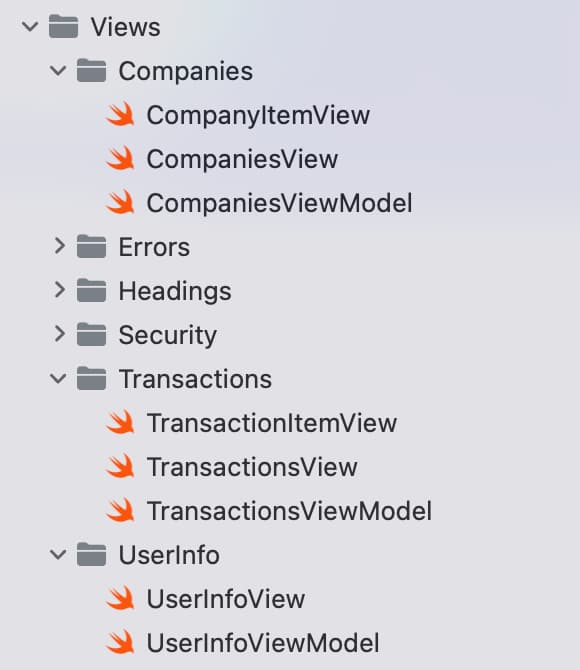 Views
Companies
CompanyItemView
CompaniesView
CompaniesViewModel
Errors
Headings
Security
Transactions
TransactionItemView
TransactionsView
TransactionsViewModel
UserInfo
UserInfoView
UserInfoViewModel